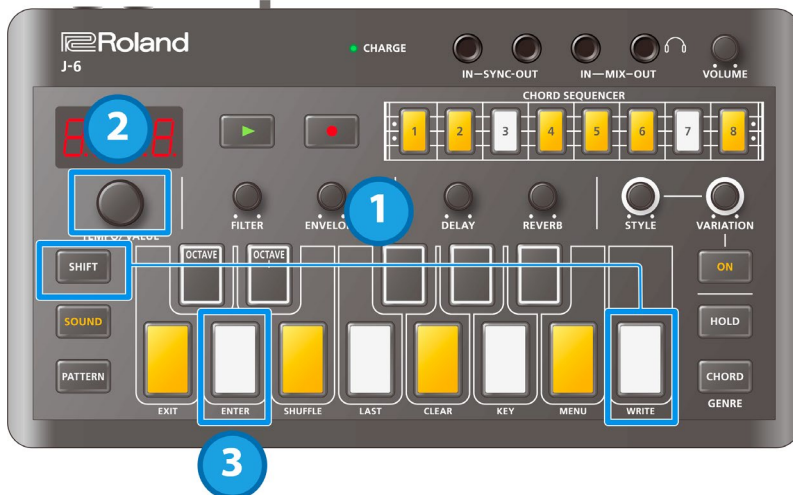 Roland
J-6
CHARGE
IN—SYNC-OUT
IN—MIX—OUT
VOLUME
CHORD SEQUENCER
1 2 3 4 5 6 7 8
2
1
FILTER
DELAY
REVERB
STYLE
VARIATION
TEMPO/VALUE
SHIFT
OCTAVE
OCTAVE
ON
SOUND
HOLD
PATTERN
CHORD
GENRE
EXIT
ENTER
SHUFFLE
LAST
CLEAR
KEY
MENU
WRITE
3